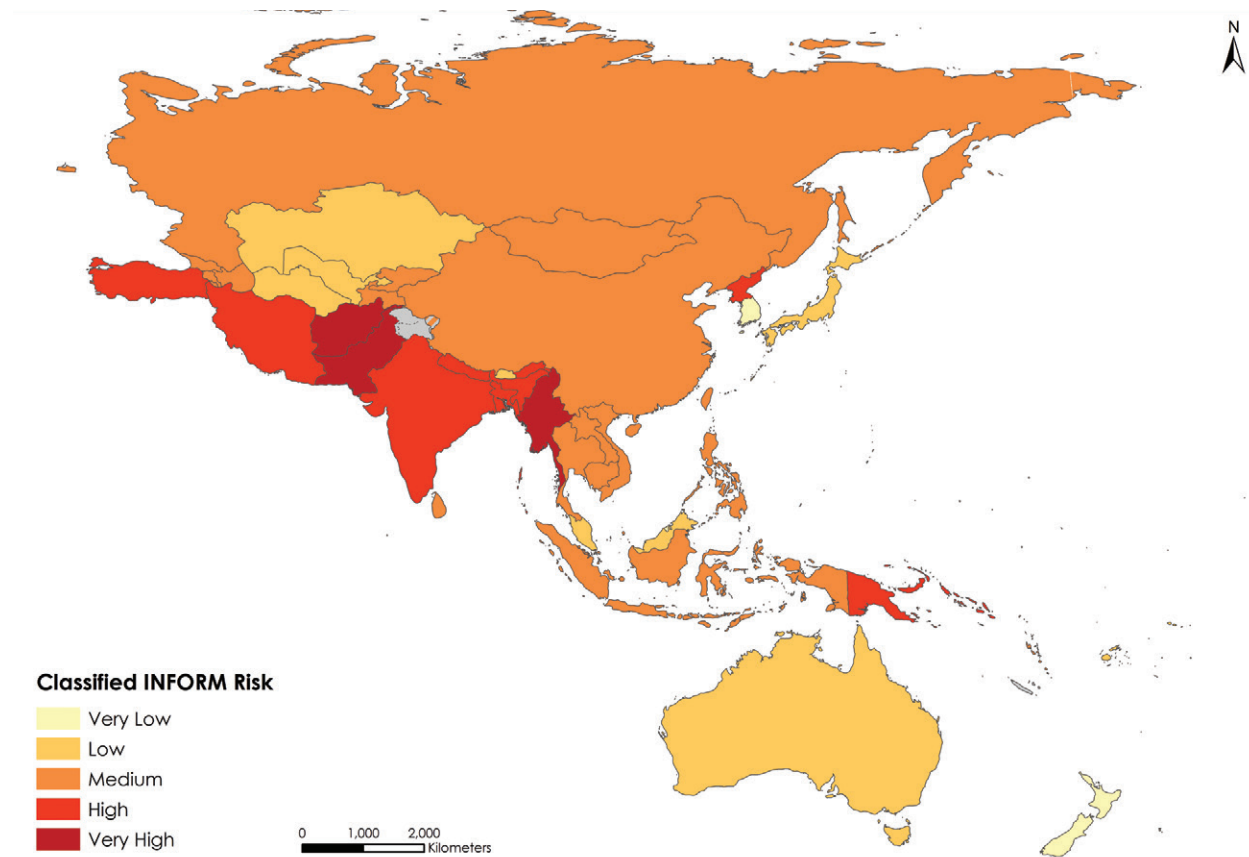 N
Classified INFORM Risk
Very Low
Low
Medium
High
Very High
0 1,000 2,000
Kilometers